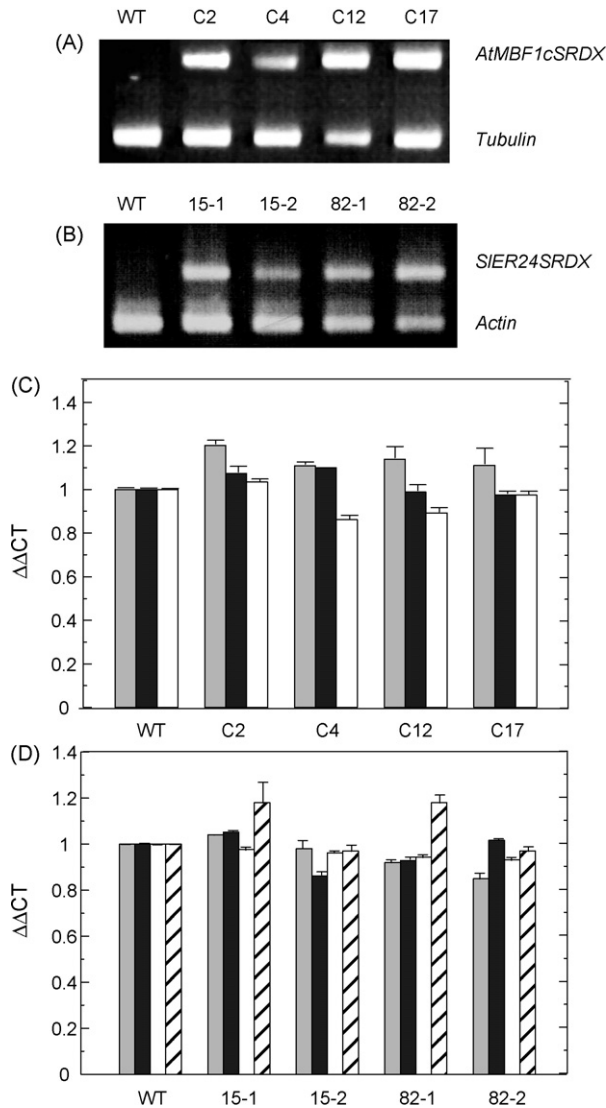 WT C2 C4 C12 C17
(A)
AtMBF1cSRDX
Tubulin
WT 15-1 15-2 82-1 82-2
(B)
SlER24SRDX
Actin
(C)
1.4
1.2
1
0.8
0.6
0.4
0.2
0
ΔΔCT
WT C2 C4 C12 C17
(D)
1.4
1.2
1
0.8
0.6
0.4
0.2
0
ΔΔCT
WT 15-1 15-2 82-1 82-2